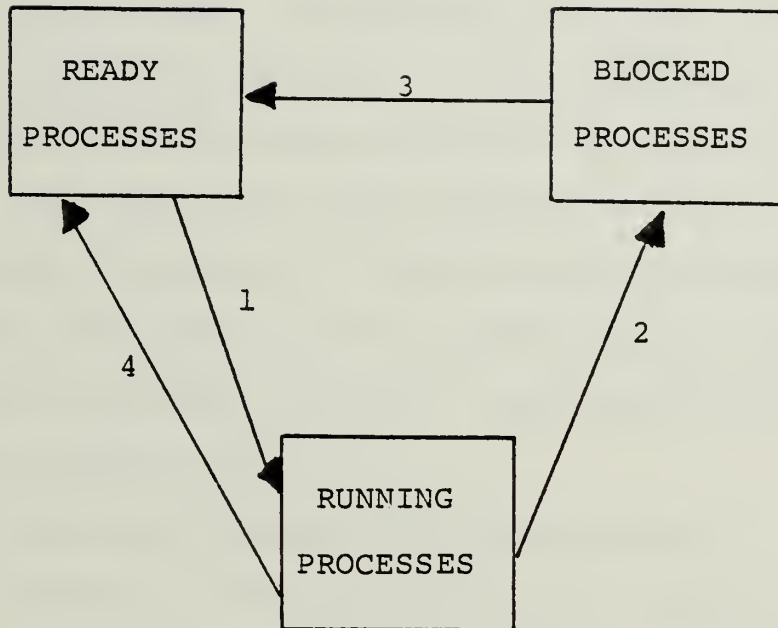 READY
PROCESSES
BLOCKED
PROCESSES
3
1
2
4
RUNNING
PROCESSES